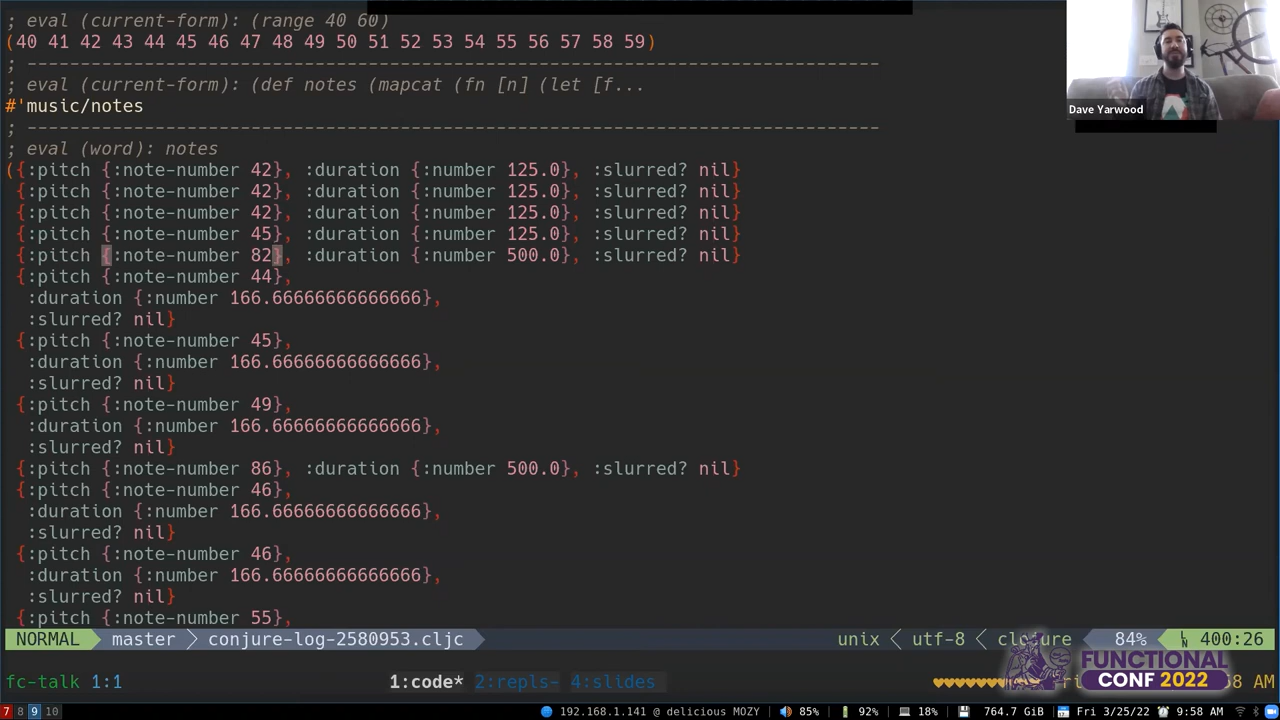 ; eval (current-form): (range 40 60)
(40 41 42 43 44 45 46 47 48 49 50 51 52 53 54 55 56 57 58 59)
; --------------------------------------------------------------------------------
; eval (current-form): (def notes (mapcat (fn [n] (let [f...
#'music/notes
; --------------------------------------------------------------------------------
; eval (word): notes
({:pitch {:note-number 42}, :duration {:number 125.0}, :slurred? nil}
{:pitch {:note-number 42}, :duration {:number 125.0}, :slurred? nil}
{:pitch {:note-number 42}, :duration {:number 125.0}, :slurred? nil}
{:pitch {:note-number 45}, :duration {:number 125.0}, :slurred? nil}
{:pitch {:note-number 82}, :duration {:number 500.0}, :slurred? nil}
{:pitch {:note-number 44},
:duration {:number 166.66666666666666},
:slurred? nil}
{:pitch {:note-number 45},
:duration {:number 166.66666666666666},
:slurred? nil}
{:pitch {:note-number 49},
:duration {:number 166.66666666666666},
:slurred? nil}
{:pitch {:note-number 86}, :duration {:number 500.0}, :slurred? nil}
{:pitch {:note-number 46},
:duration {:number 166.66666666666666},
:slurred? nil}
{:pitch {:note-number 46},
:duration {:number 166.66666666666666},
:slurred? nil}
{:pitch {:note-number 55},
Dave Yarwood
NORMAL master conjure-log-2580953.cljc unix utf-8 clojure 84% LN 400:26
FUNCTIONAL
CONF 2022
fc-talk 1:1 1:code* 2:repls- 4:slides AM
7 8 9 10 192.168.1.141 @ delicious MOZY 85% 92% 18% 764.7 GiB Fri 3/25/22 9:58 AM